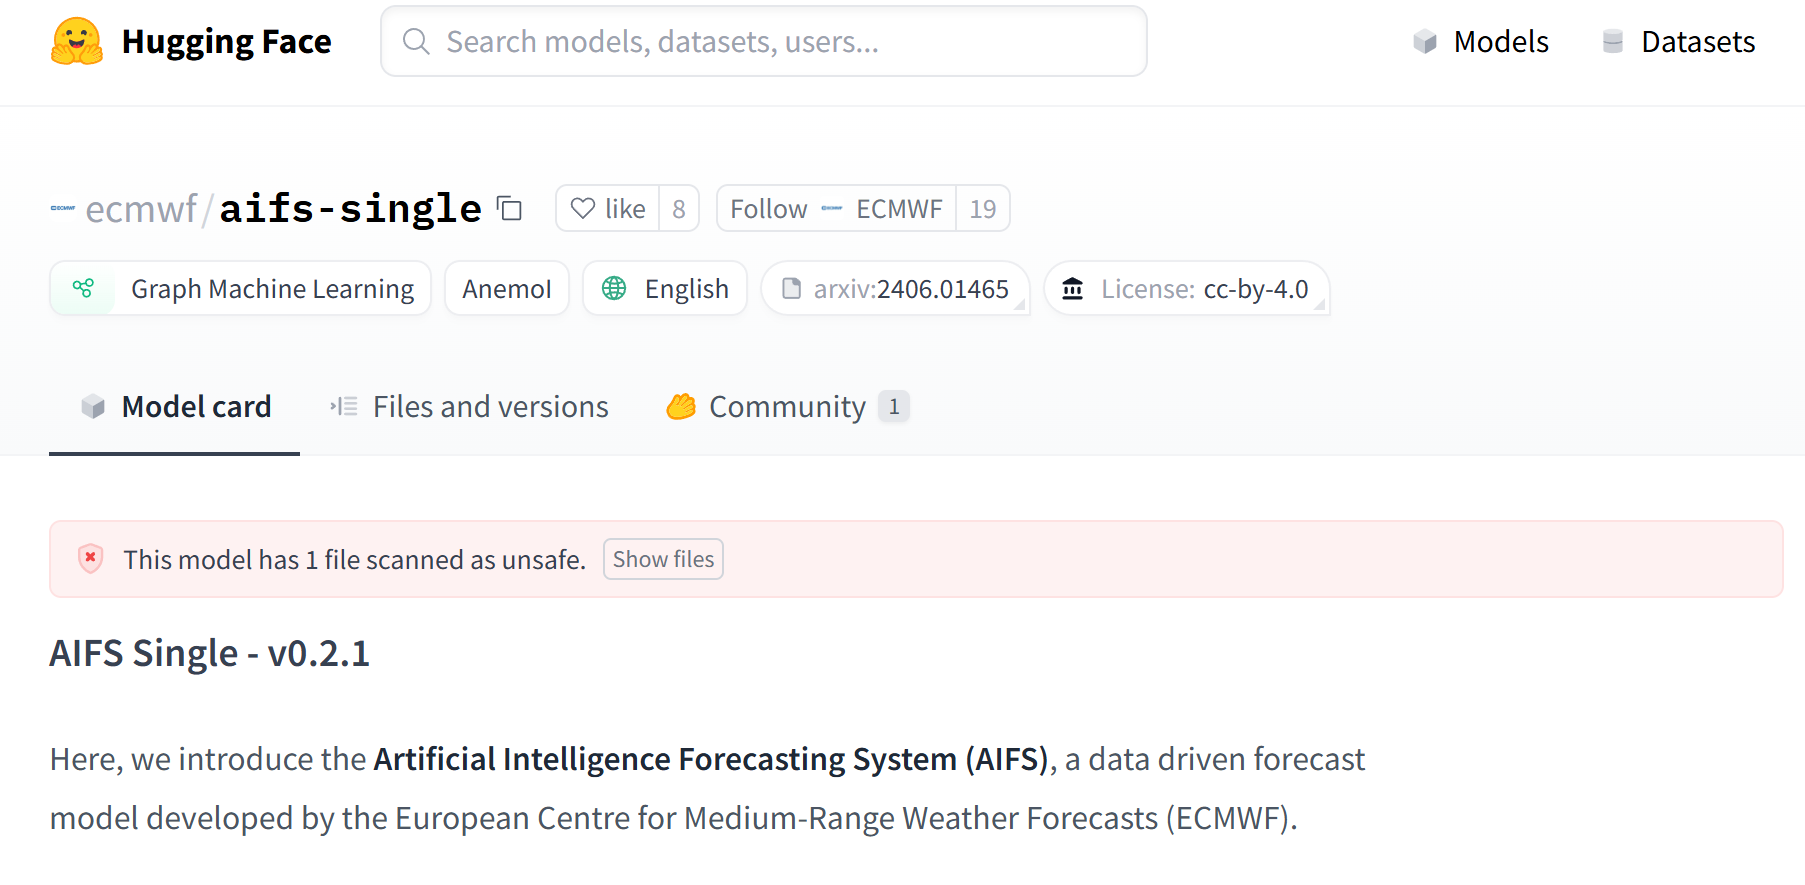 Hugging Face
Search models, datasets, users...
Models
Datasets
ecmwf/aifs-single
like 8
Follow ECMWF 19
Graph Machine Learning
AnemoI
English
arxiv:2406.01465
License: cc-by-4.0
Model card
Files and versions
Community 1
This model has 1 file scanned as unsafe. Show files
AIFS Single - v0.2.1
Here, we introduce the Artificial Intelligence Forecasting System (AIFS), a data driven forecast
model developed by the European Centre for Medium-Range Weather Forecasts (ECMWF).